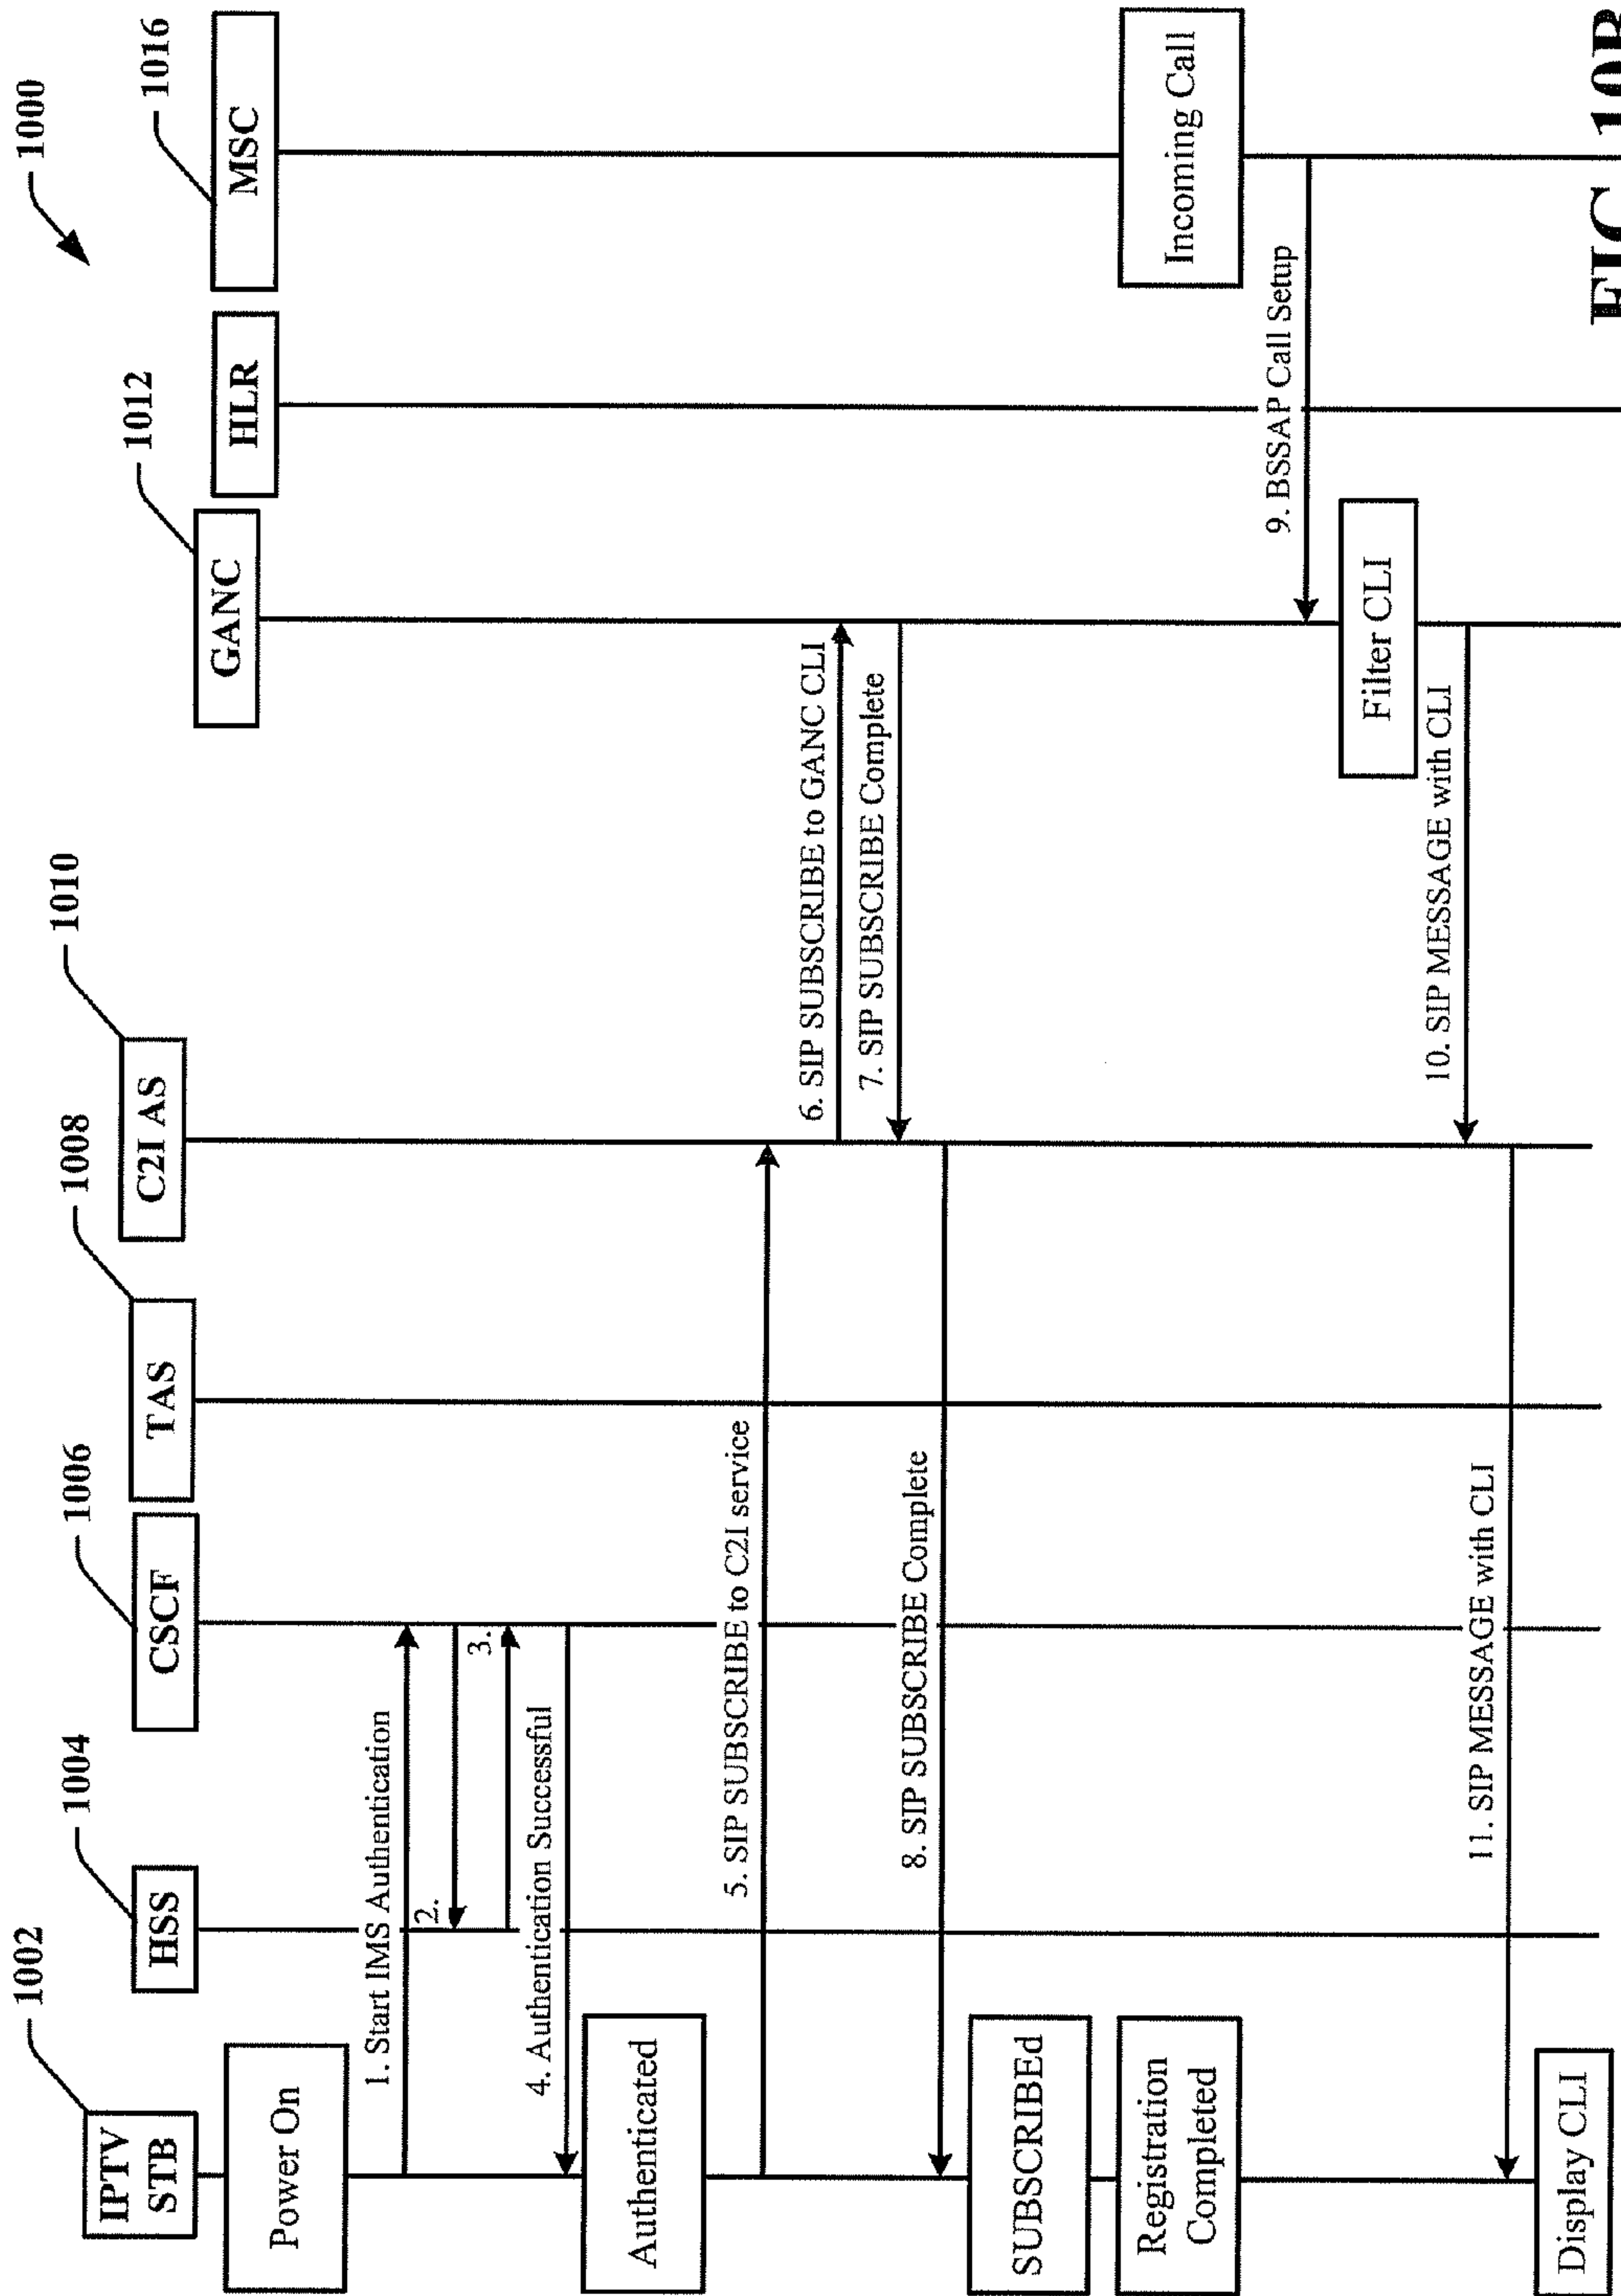 1000
1002
1004
1006
1008
1010
1012
1016
IPTV
STB
HSS
CSCF
TAS
C2I AS
GANC
HLR
MSC
Power On
1. Start IMS Authentication
2.
3.
4. Authentication Successful
Authenticated
5. SIP SUBSCRIBE to C2I service
6. SIP SUBSCRIBE to GANC CLI
7. SIP SUBSCRIBE Complete
8. SIP SUBSCRIBE Complete
SUBSCRIBEd
Registration
Completed
Incoming Call
9. BSSAP Call Setup
Filter CLI
10. SIP MESSAGE with CLI
11. SIP MESSAGE with CLI
Display CLI
FIG. 10B